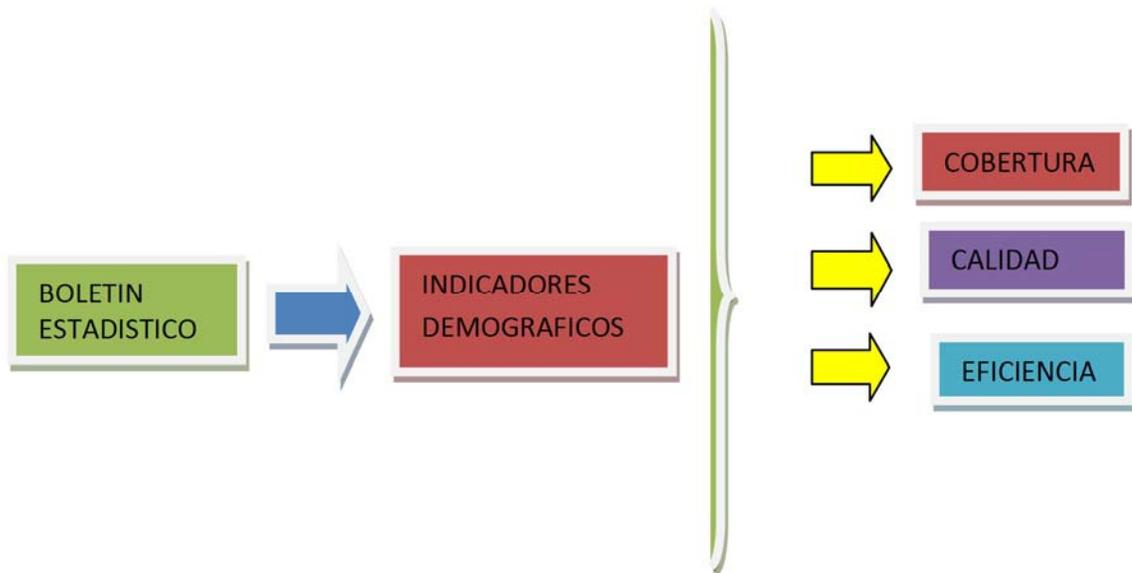 BOLETIN
ESTADISTICO
INDICADORES
DEMOGRAFICOS
COBERTURA
CALIDAD
EFICIENCIA